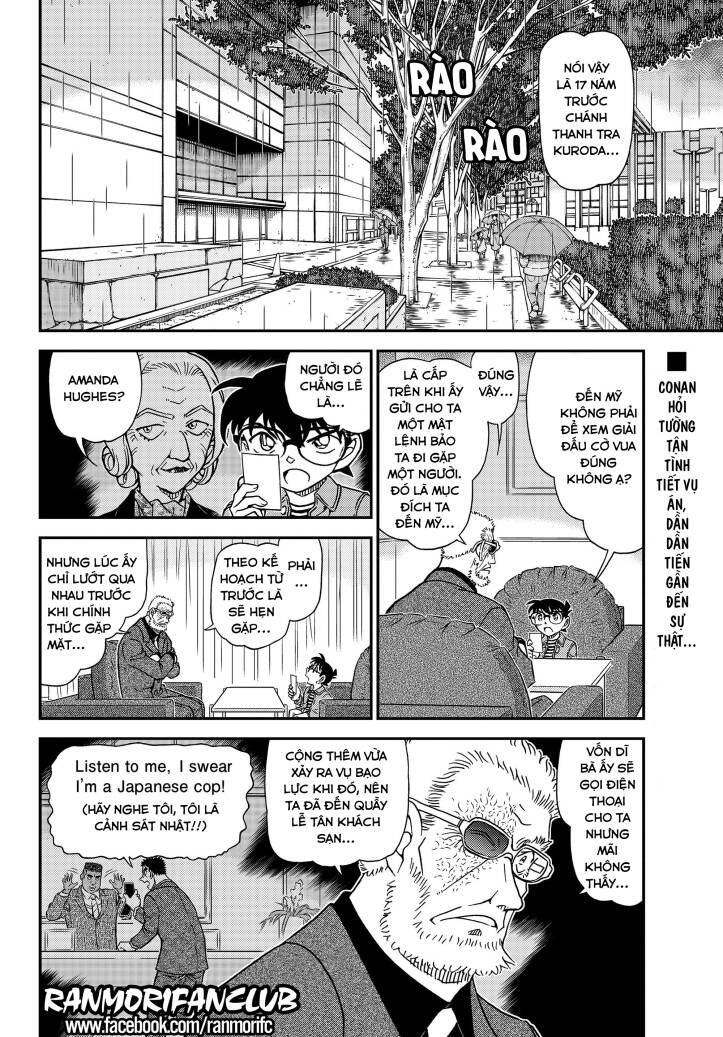 RÀO
RÀO
NÓI VẬY
LÀ 17 NĂM
TRƯỚC
CHÁNH
THANH TRA
KURODA...
■
CONAN
HỎI
TƯỜNG
TẬN
TÌNH
TIẾT VỤ
ÁN,
DẦN
DẦN
TIẾN
GẦN
ĐẾN
SỰ
THẬT...
ĐẾN MỸ
KHÔNG PHẢI
ĐỂ XEM GIẢI
ĐẤU CỜ VUA
ĐÚNG
KHÔNG Ạ?
ĐÚNG
VẬY...
LÀ CẤP
TRÊN KHI ẤY
GỬI CHO TA
MỘT MẬT
LỆNH BẢO
TA ĐI GẶP
MỘT NGƯỜI.
ĐÓ LÀ MỤC
ĐÍCH TA
ĐẾN MỸ...
NGƯỜI ĐÓ
CHẲNG LẼ
LÀ...
AMANDA
HUGHES?
PHẢI
...
THEO KẾ
HOẠCH TỪ
TRƯỚC LÀ
SẼ HẸN
GẶP...
NHƯNG LÚC ẤY
CHỈ LƯỚT QUA
NHAU TRƯỚC
KHI CHÍNH
THỨC GẶP
MẶT...
VỐN DĨ
BÀ ẤY SẼ
GỌI ĐIỆN
THOẠI
CHO TA
NHƯNG
MÃI
KHÔNG
THẤY...
CỘNG THÊM VỪA
XẢY RA VỤ BẠO
LỰC KHI ĐÓ, NÊN
TA ĐÃ ĐẾN QUẦY
LỄ TÂN KHÁCH
SẠN...
Listen to me, I swear
I'm a Japanese cop!
(HÃY NGHE TÔI, TÔI LÀ
CẢNH SÁT NHẬT!!)
RANMORIFANCLUB
www.facebook.com/ranmorifc